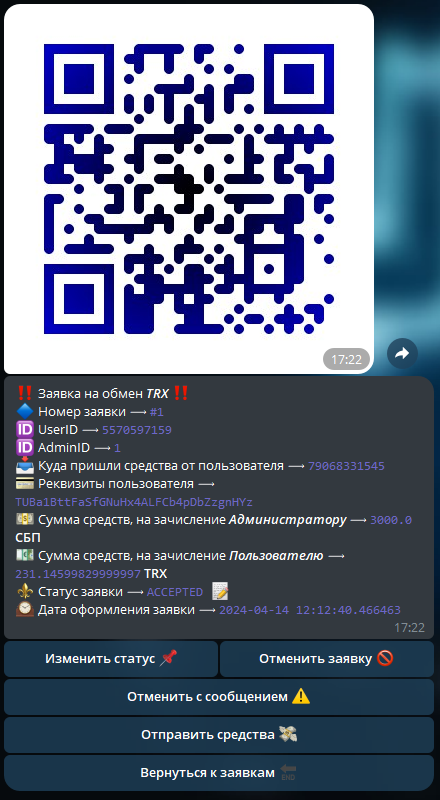 17:22
‼️ Заявка на обмен TRX ‼️
🔷 Номер заявки ⟶ #1
🆔 UserID ⟶ 5570597159
🆔 AdminID ⟶ 1
📥 Куда пришли средства от пользователя ⟶ 79068331545
💳 Реквизиты пользователя ⟶
TUBa1BttFaSfGNuHx4ALFCb4pDbZzgnHYz
💴 Сумма средств, на зачисление Администратору ⟶ 3000.0
СБП
💵 Сумма средств, на зачисление Пользователю ⟶
231.14599829999997 TRX
⚜️ Статус заявки ⟶ ACCEPTED 📝
🕰 Дата оформления заявки ⟶ 2024-04-14 12:12:40.466463
17:22
Изменить статус 📌
Отменить заявку 🚫
Отменить с сообщением ⚠️
Отправить средства 💸
Вернуться к заявкам 🔚